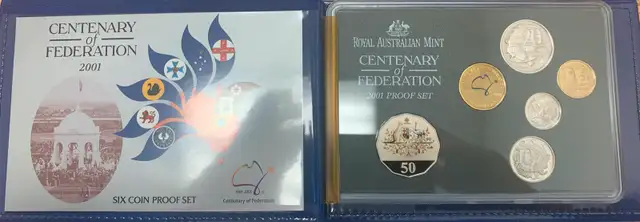 CENTENARY
of
FEDERATION
2001
Centenary of Federation
SIX COIN PROOF SET
ROYAL AUSTRALIAN MINT
CENTENARY
OF
FEDERATION
2001 PROOF SET
50